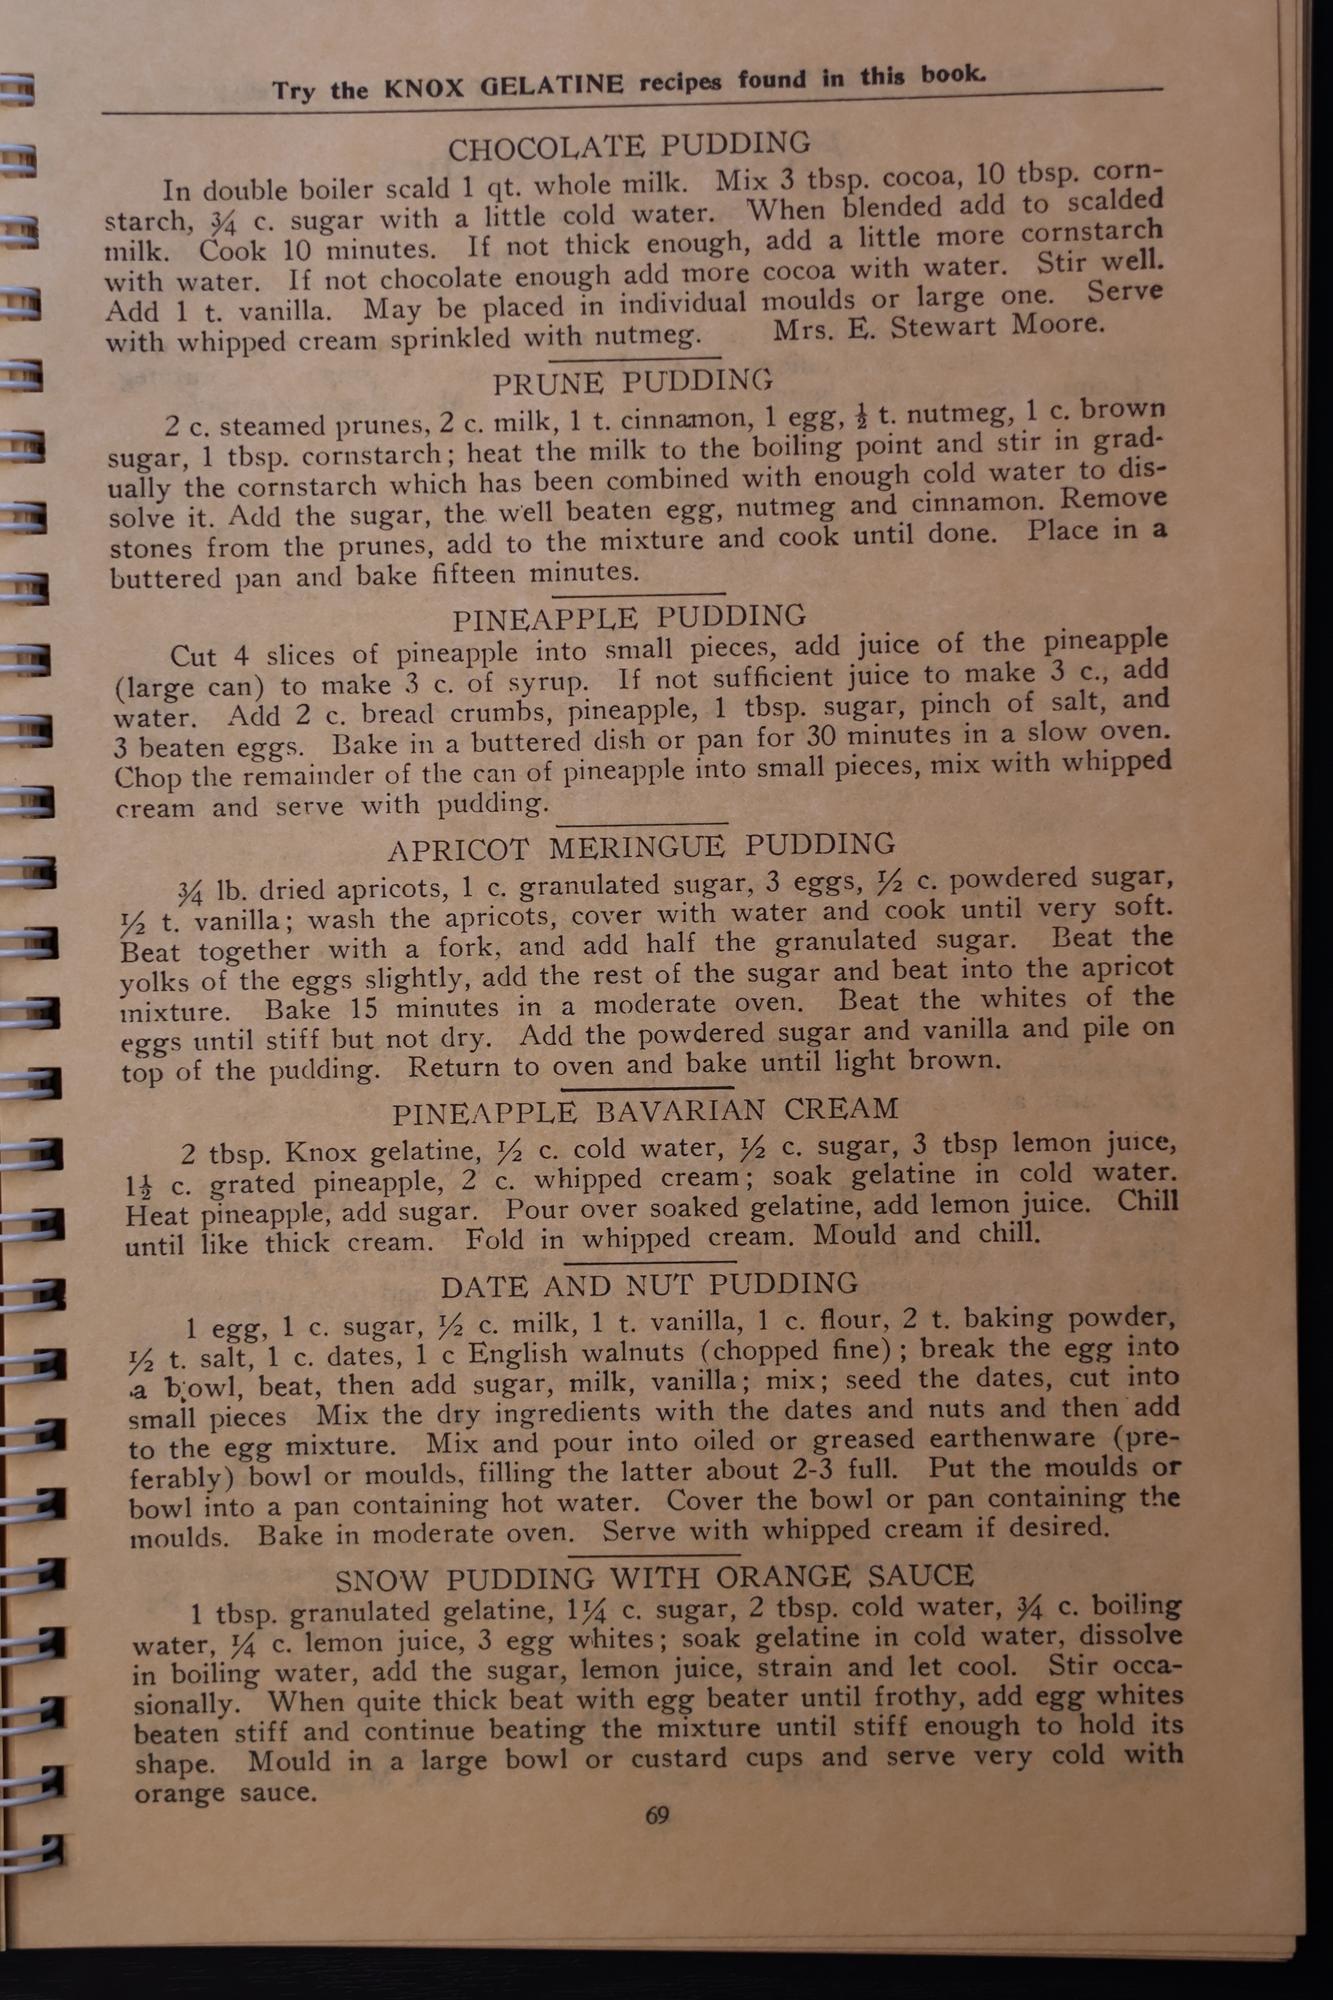 Try the KNOX GELATINE recipes found in this book.
CHOCOLATE PUDDING
In double boiler scald 1 qt. whole milk. Mix 3 tbsp. cocoa, 10 tbsp. corn-
starch, ¾ c. sugar with a little cold water. When blended add to scalded
milk. Cook 10 minutes. If not thick enough, add a little more cornstarch
with water. If not chocolate enough add more cocoa with water. Stir well.
Add 1 t. vanilla. May be placed in individual moulds or large one. Serve
with whipped cream sprinkled with nutmeg. Mrs. E. Stewart Moore.
PRUNE PUDDING
2 c. steamed prunes, 2 c. milk, 1 t. cinnamon, 1 egg, ½ t. nutmeg, 1 c. brown
sugar, 1 tbsp. cornstarch; heat the milk to the boiling point and stir in grad-
ually the cornstarch which has been combined with enough cold water to dis-
solve it. Add the sugar, the well beaten egg, nutmeg and cinnamon. Remove
stones from the prunes, add to the mixture and cook until done. Place in a
buttered pan and bake fifteen minutes.
PINEAPPLE PUDDING
Cut 4 slices of pineapple into small pieces, add juice of the pineapple
(large can) to make 3 c. of syrup. If not sufficient juice to make 3 c., add
water. Add 2 c. bread crumbs, pineapple, 1 tbsp. sugar, pinch of salt, and
3 beaten eggs. Bake in a buttered dish or pan for 30 minutes in a slow oven.
Chop the remainder of the can of pineapple into small pieces, mix with whipped
cream and serve with pudding.
APRICOT MERINGUE PUDDING
¾ lb. dried apricots, 1 c. granulated sugar, 3 eggs, ½ c. powdered sugar,
½ t. vanilla; wash the apricots, cover with water and cook until very soft.
Beat together with a fork, and add half the granulated sugar. Beat the
yolks of the eggs slightly, add the rest of the sugar and beat into the apricot
mixture. Bake 15 minutes in a moderate oven. Beat the whites of the
eggs until stiff but not dry. Add the powdered sugar and vanilla and pile on
top of the pudding. Return to oven and bake until light brown.
PINEAPPLE BAVARIAN CREAM
2 tbsp. Knox gelatine, ½ c. cold water, ½ c. sugar, 3 tbsp lemon juice,
1½ c. grated pineapple, 2 c. whipped cream; soak gelatine in cold water.
Heat pineapple, add sugar. Pour over soaked gelatine, add lemon juice. Chill
until like thick cream. Fold in whipped cream. Mould and chill.
DATE AND NUT PUDDING
1 egg, 1 c. sugar, ½ c. milk, 1 t. vanilla, 1 c. flour, 2 t. baking powder,
½ t. salt, 1 c. dates, 1 c English walnuts (chopped fine); break the egg into
a bowl, beat, then add sugar, milk, vanilla; mix; seed the dates, cut into
small pieces Mix the dry ingredients with the dates and nuts and then add
to the egg mixture. Mix and pour into oiled or greased earthenware (pre-
ferably) bowl or moulds, filling the latter about 2-3 full. Put the moulds or
bowl into a pan containing hot water. Cover the bowl or pan containing the
moulds. Bake in moderate oven. Serve with whipped cream if desired.
SNOW PUDDING WITH ORANGE SAUCE
1 tbsp. granulated gelatine, 1¼ c. sugar, 2 tbsp. cold water, ¾ c. boiling
water, ¼ c. lemon juice, 3 egg whites; soak gelatine in cold water, dissolve
in boiling water, add the sugar, lemon juice, strain and let cool. Stir occa-
sionally. When quite thick beat with egg beater until frothy, add egg whites
beaten stiff and continue beating the mixture until stiff enough to hold its
shape. Mould in a large bowl or custard cups and serve very cold with
orange sauce.
69